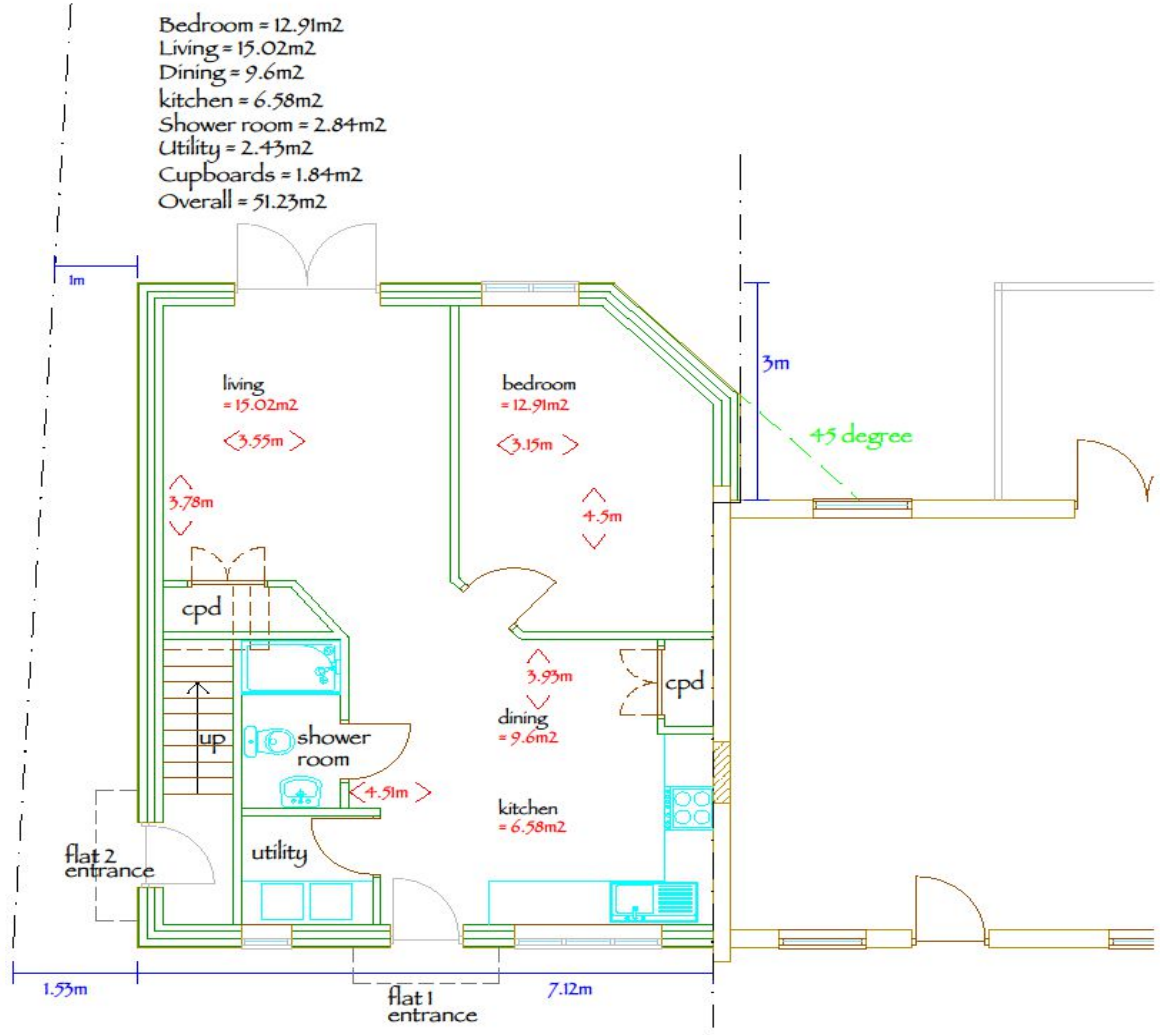 Bedroom = 12.91m2
Living = 15.02m2
Dining = 9.6m2
kitchen = 6.58m2
Shower room = 2.84m2
Utility = 2.43m2
Cupboards = 1.84m2
Overall = 51.23m2
1m
3m
living
= 15.02m2
3.55m
bedroom
= 12.91m2
3.15m
45 degree
3.78m
4.5m
cpd
3.93m
cpd
dining
= 9.6m2
up
shower
room
4.51m
kitchen
= 6.58m2
flat 2
entrance
utility
1.53m
flat 1
entrance
7.12m